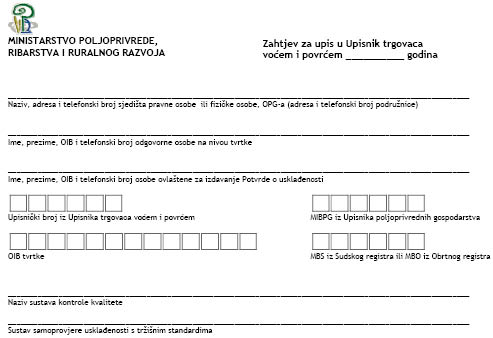 MINISTARSTVO POLJOPRIVREDE,
RIBARSTVA I RURALNOG RAZVOJA
Zahtjev za upis u Upisnik trgovaca
voćem i povrćem __________ godina
Naziv, adresa i telefonski broj sjedišta pravne osobe ili fizičke osobe, OPG-a (adresa i telefonski broj podružnice)
Ime, prezime, OIB i telefonski broj odgovorne osobe na nivou tvrtke
Ime, prezime, OIB i telefonski broj osobe ovlaštene za izdavanje Potvrde o usklađenosti
Upisnički broj iz Upisnika trgovaca voćem i povrćem
MIBPG iz Upisnika poljoprivrednih gospodarstva
OIB tvrtke
MBS iz Sudskog registra ili MBO iz Obrtnog registra
Naziv sustava kontrole kvalitete
Sustav samoprovjere usklađenosti s tržišnim standardima